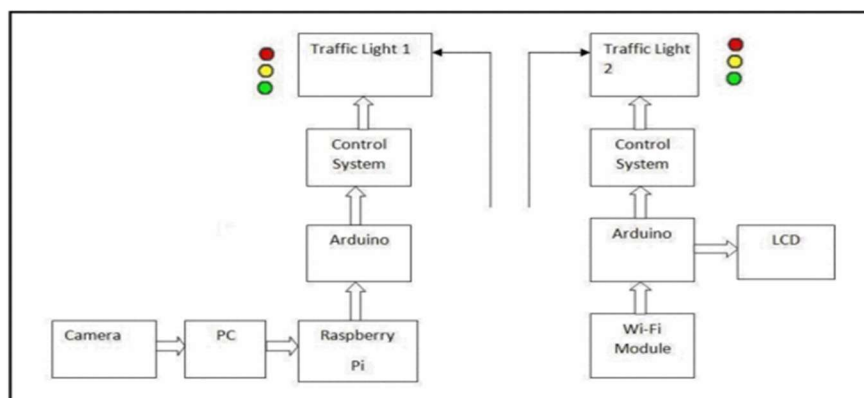 Traffic Light 1
Traffic Light
2
Control
System
Control
System
Arduino
Arduino
LCD
Camera
PC
Raspberry
Pi
Wi-Fi
Module